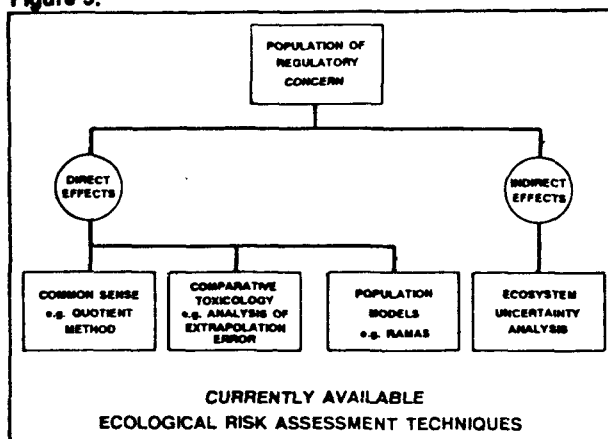 Figure 3.
POPULATION OF
REGULATORY
CONCERN
DIRECT
EFFECTS
INDIRECT
EFFECTS
COMMON SENSE
e.g. QUOTIENT
METHOD
COMPARATIVE
TOXICOLOGY
e.g. ANALYSIS OF
EXTRAPOLATION
ERROR
POPULATION
MODELS
e.g. RAMAS
ECOSYSTEM
UNCERTAINTY
ANALYSIS
CURRENTLY AVAILABLE
ECOLOGICAL RISK ASSESSMENT TECHNIQUES